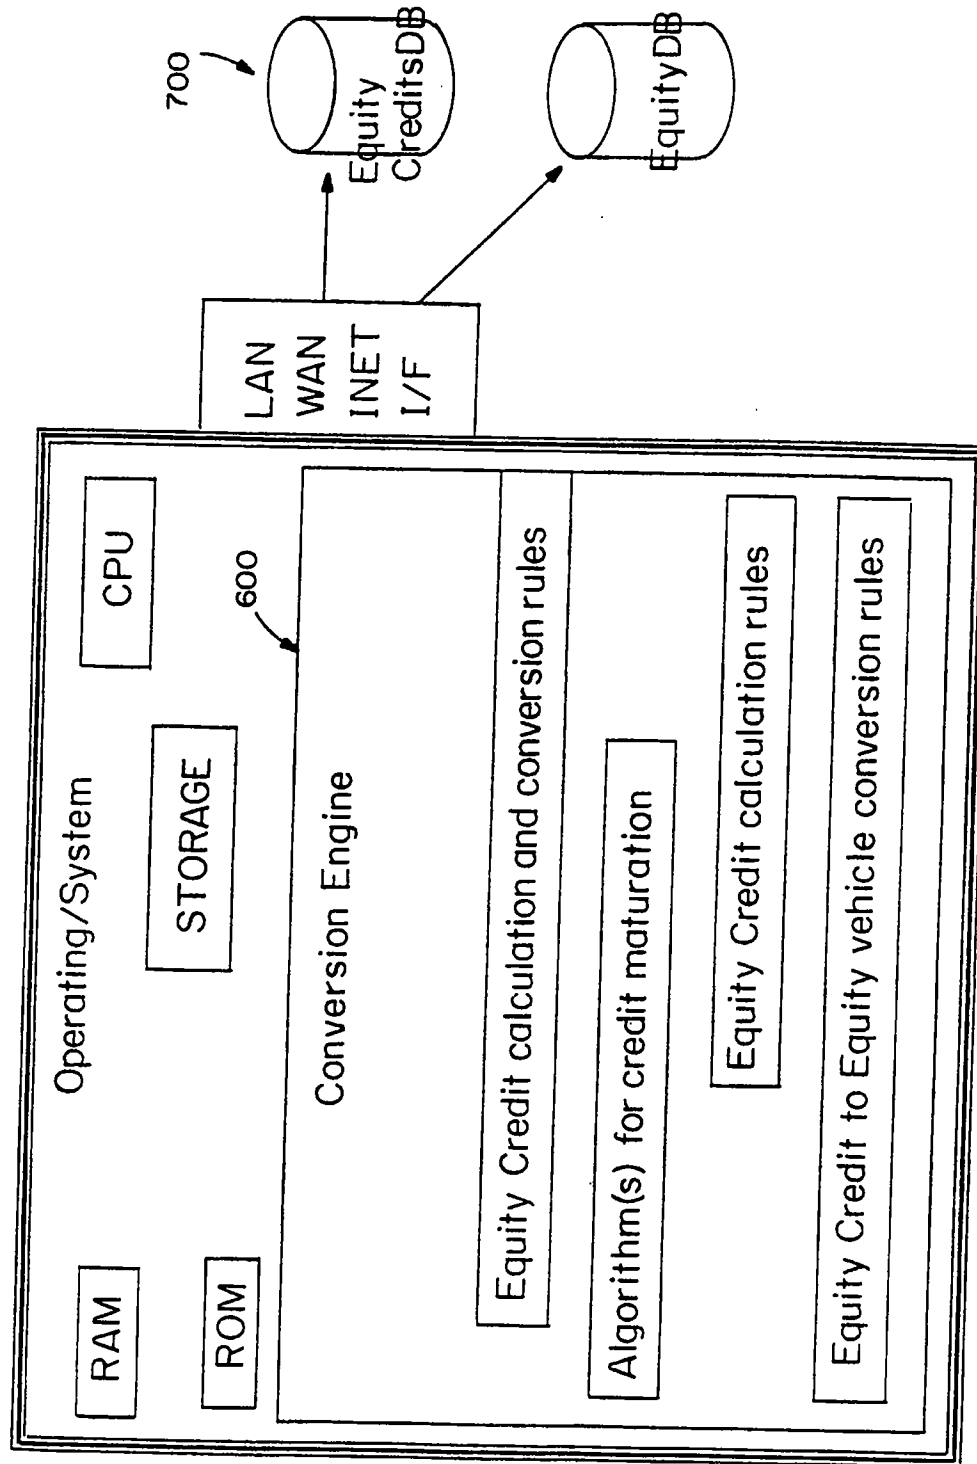 Operating/System
RAM
CPU
STORAGE
ROM
600
Conversion Engine
Equity Credit calculation and conversion rules
Algorithm(s) for credit maturation
Equity Credit calculation rules
Equity Credit to Equity vehicle conversion rules
LAN
WAN
INET
I/F
700
Equity
CreditsDB
EquityDB